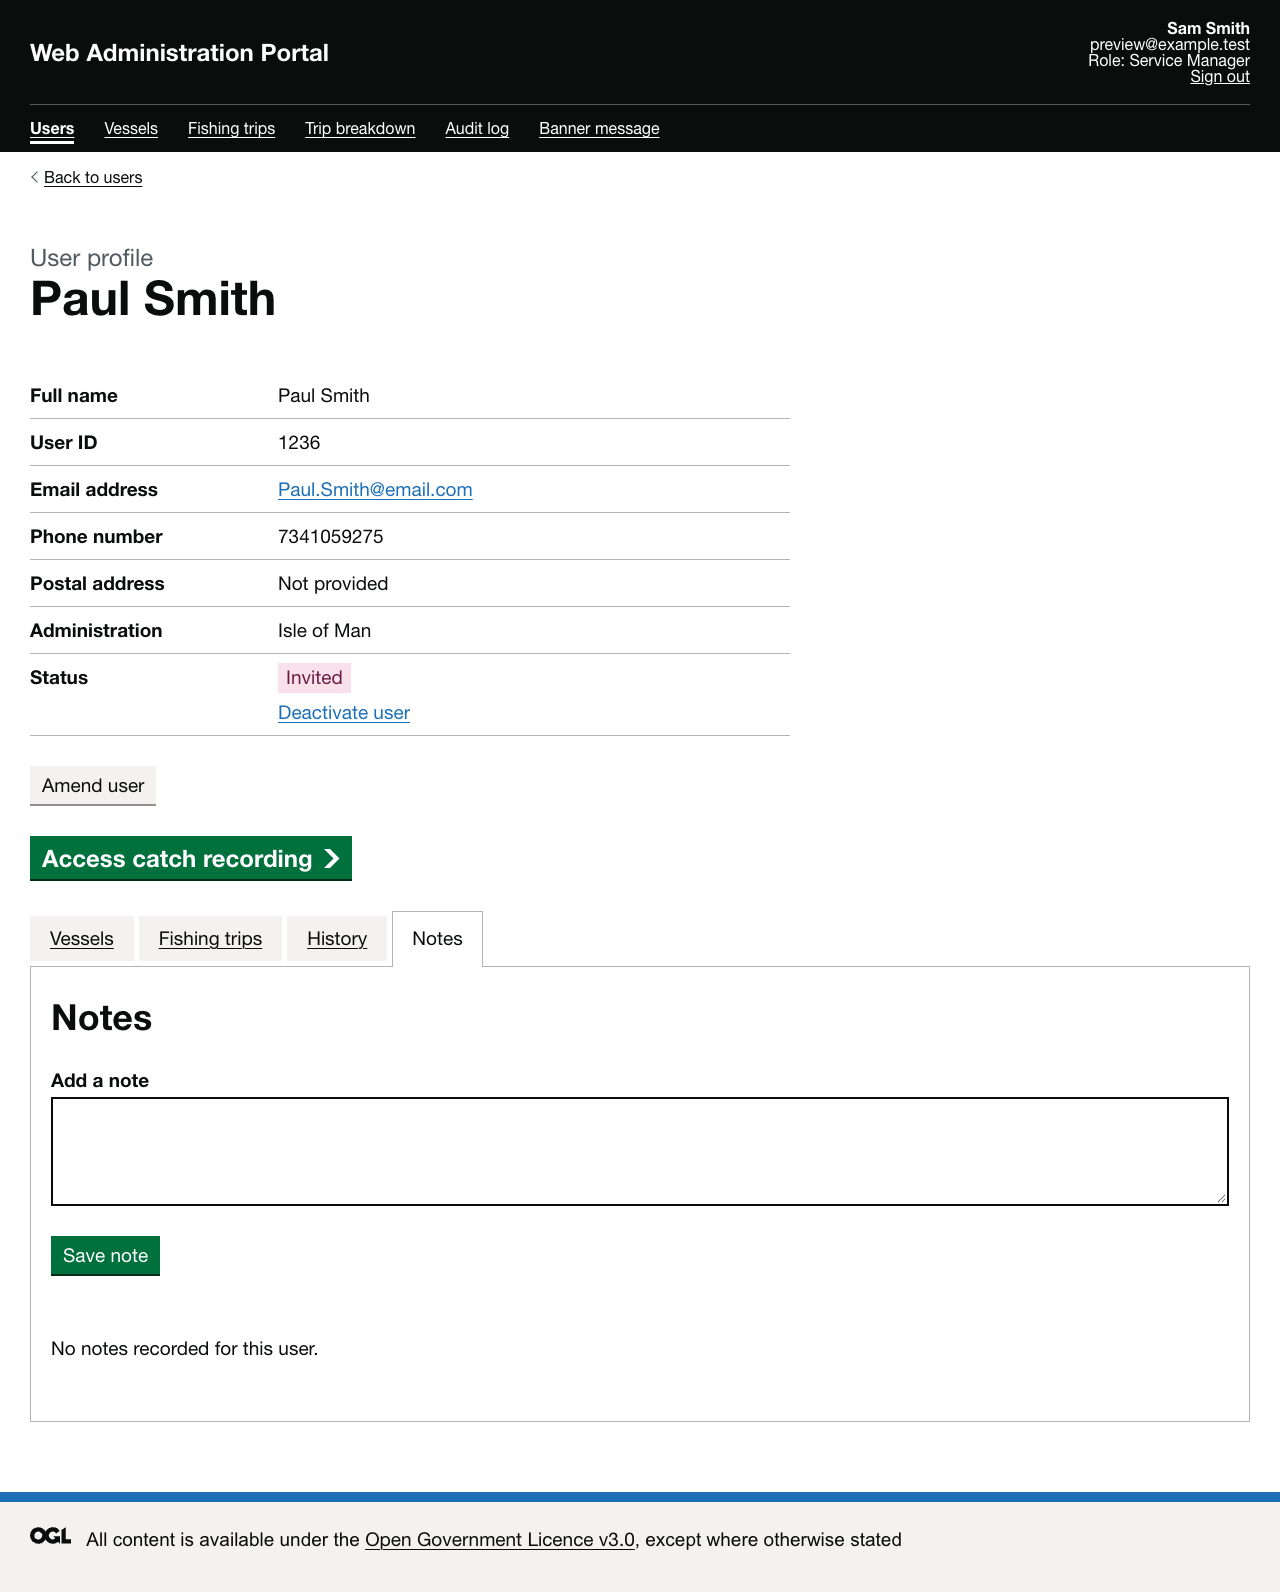 Web Administration Portal
Sam Smith
preview@example.test
Role: Service Manager
Sign out
Users Vessels Fishing trips Trip breakdown Audit log Banner message
Back to users
User profile
Paul Smith
Full name Paul Smith
User ID 1236
Email address Paul.Smith@email.com
Phone number 7341059275
Postal address Not provided
Administration Isle of Man
Status Invited
Deactivate user
Amend user
Access catch recording
Vessels Fishing trips History Notes
Notes
Add a note
Save note
No notes recorded for this user.
OGL All content is available under the Open Government Licence v3.0, except where otherwise stated